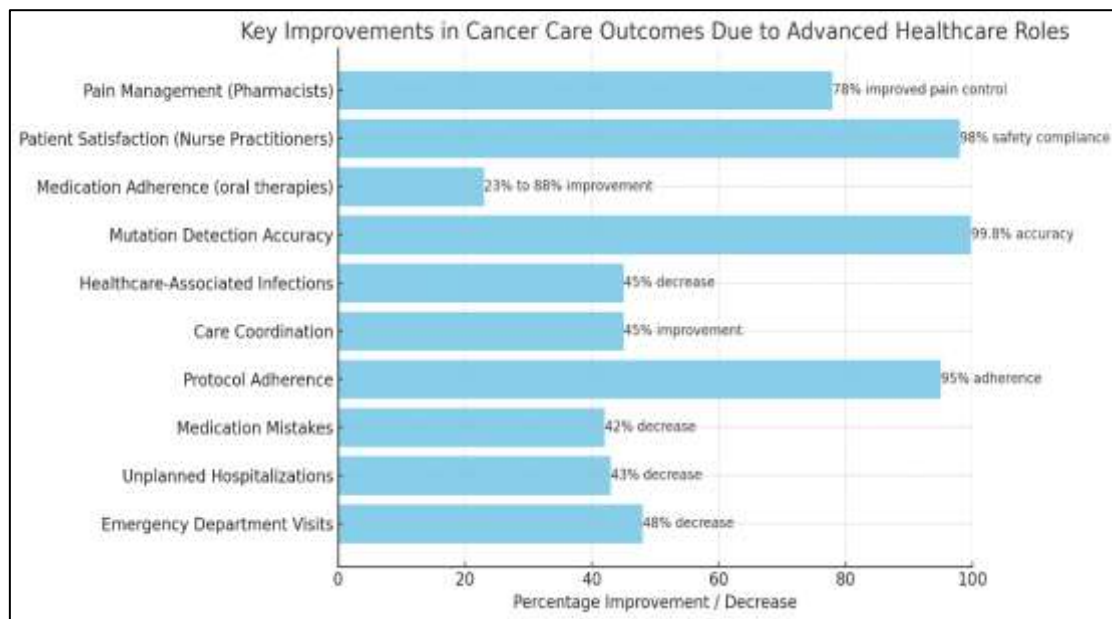 Key Improvements in Cancer Care Outcomes Due to Advanced Healthcare Roles
Pain Management (Pharmacists) 78% improved pain control
Patient Satisfaction (Nurse Practitioners) 98% safety compliance
Medication Adherence (oral therapies) 23% to 88% improvement
Mutation Detection Accuracy 99.8% accuracy
Healthcare-Associated Infections 45% decrease
Care Coordination 45% improvement
Protocol Adherence 95% adherence
Medication Mistakes 42% decrease
Unplanned Hospitalizations 43% decrease
Emergency Department Visits 48% decrease
0 20 40 60 80 100
Percentage Improvement / Decrease